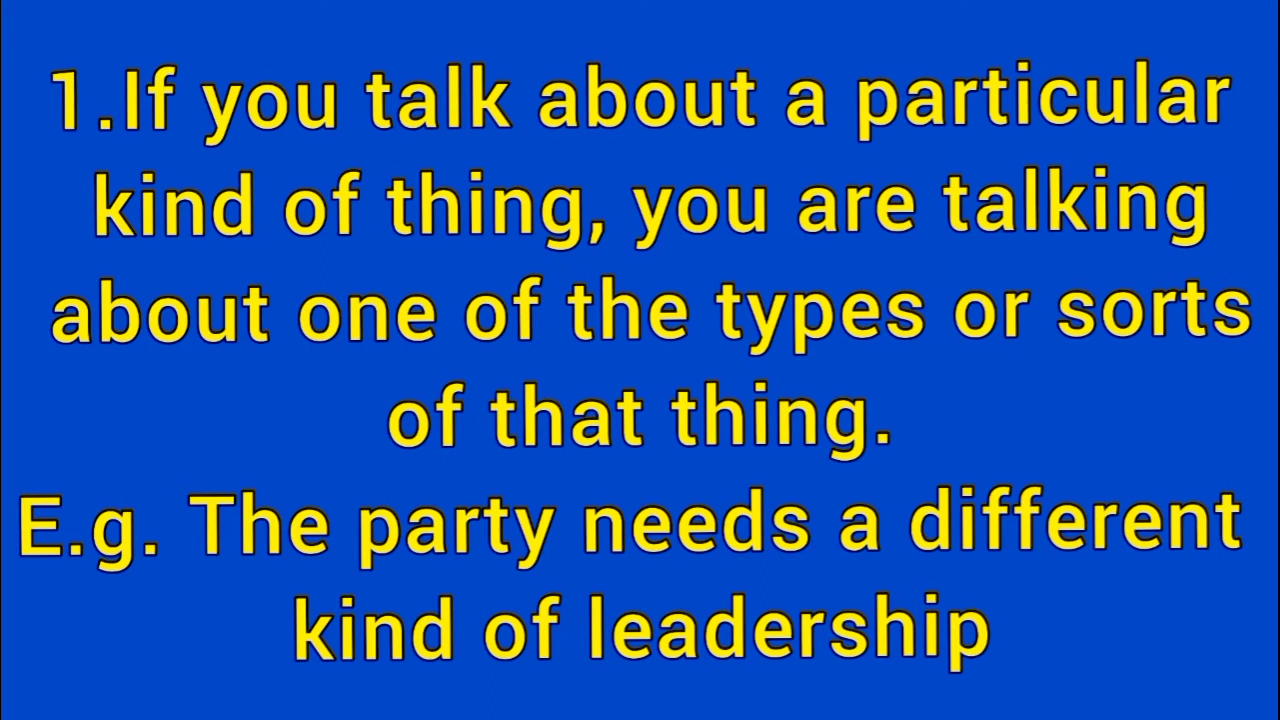 1.If you talk about a particular
kind of thing, you are talking
about one of the types or sorts
of that thing.
E.g. The party needs a different
kind of leadership